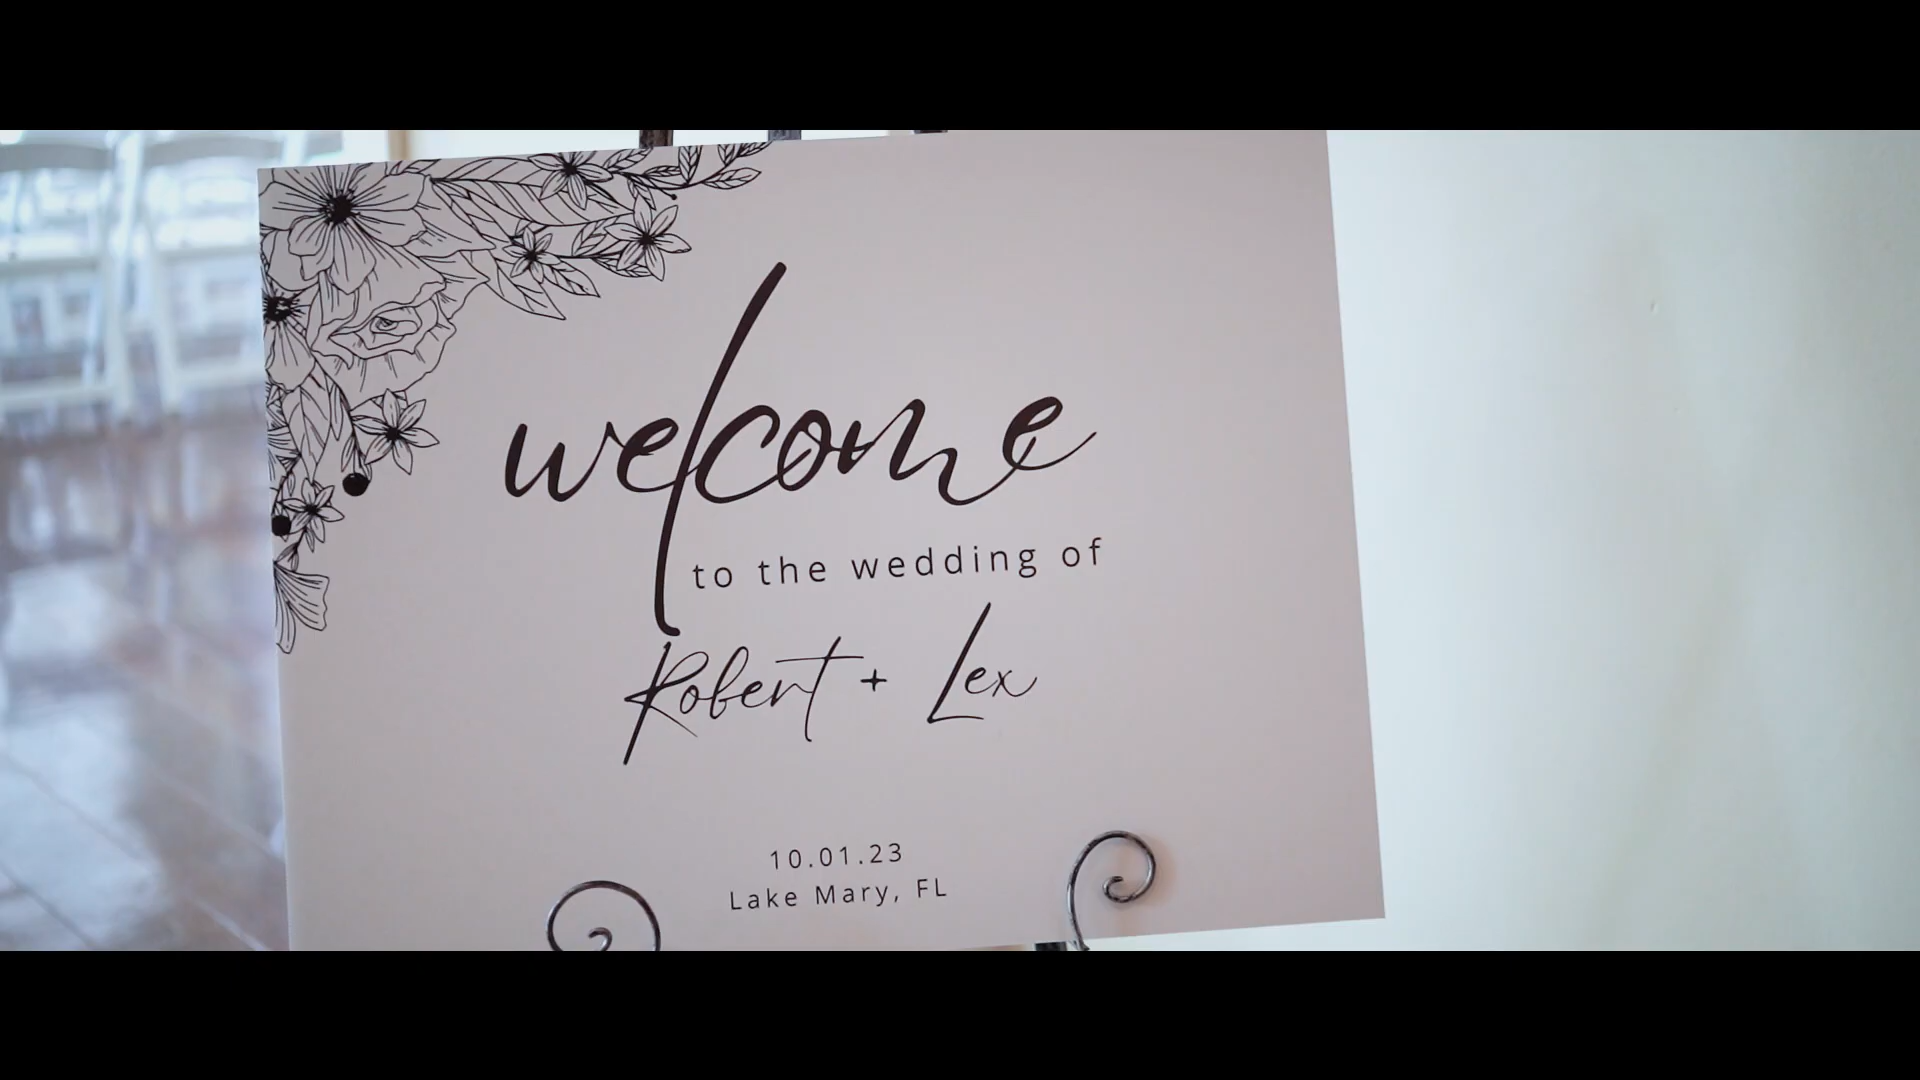 welcome
to the wedding of
Robert + Lex
10.01.23
Lake Mary, FL